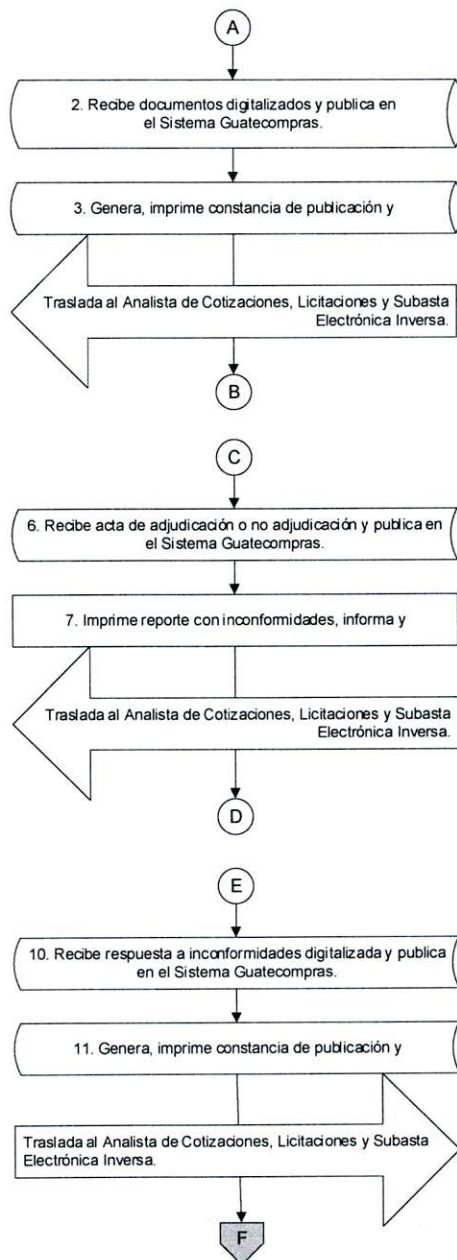 A
2. Recibe documentos digitalizados y publica en
el Sistema Guatecompras.
3. Genera, imprime constancia de publicación y
Traslada al Analista de Cotizaciones, Licitaciones y Subasta
Electrónica Inversa.
B
C
6. Recibe acta de adjudicación o no adjudicación y publica en
el Sistema Guatecompras.
7. Imprime reporte con inconformidades, informa y
Traslada al Analista de Cotizaciones, Licitaciones y Subasta
Electrónica Inversa.
D
E
10. Recibe respuesta a inconformidades digitalizada y publica
en el Sistema Guatecompras.
11. Genera, imprime constancia de publicación y
Traslada al Analista de Cotizaciones, Licitaciones y Subasta
Electrónica Inversa.
F